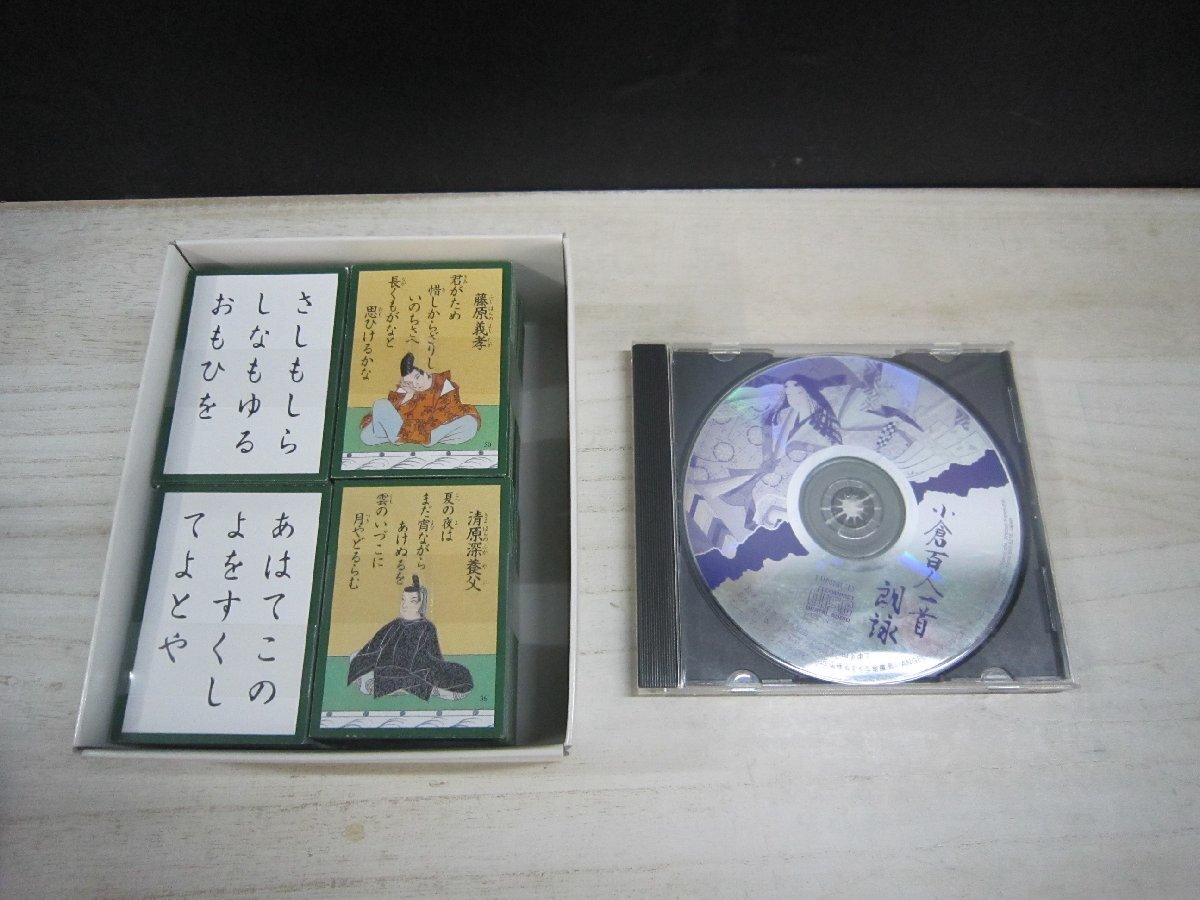 さしもしら
しなもゆる
おもひを
藤原義孝
君がため
惜しからざりし
いのちさへ
長くもがなと
思ひけるかな
50
あはてこの
よをすくし
てよとや
清原深養父
夏の夜は
まだ宵ながら
あけぬるを
雲のいづこに
月やどるらむ
36
小倉百人一首
朗詠